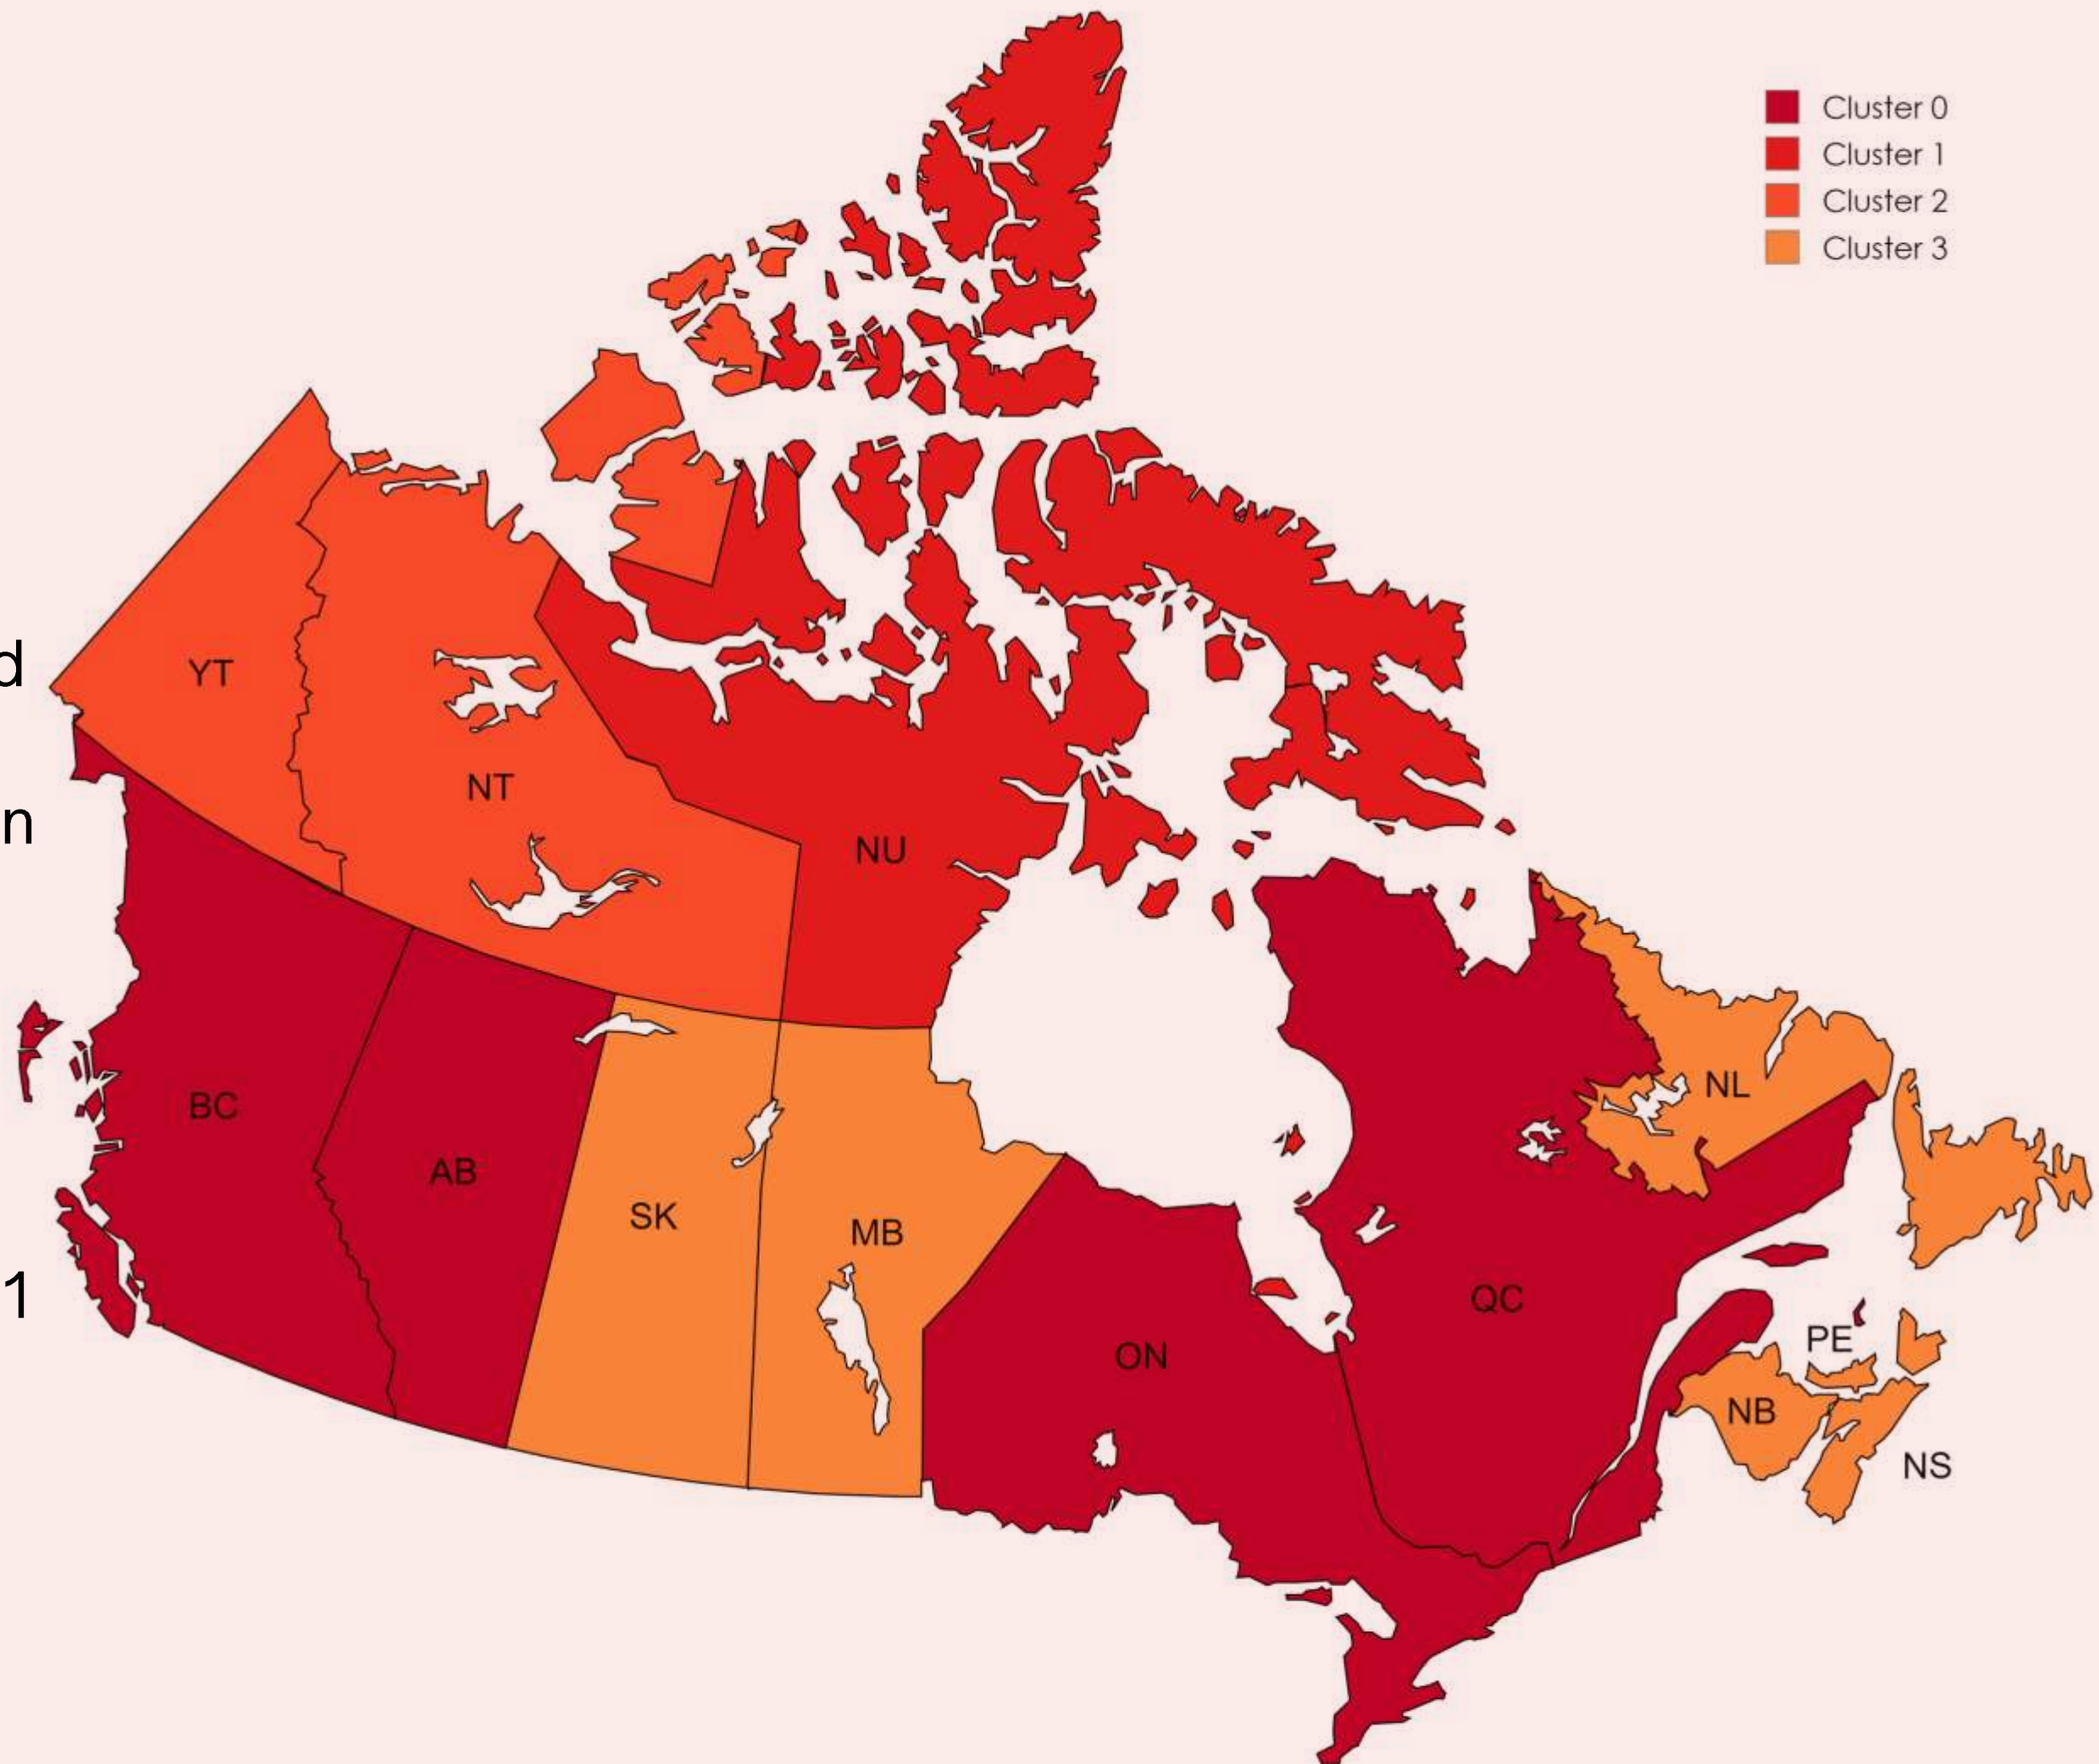 Cluster 0
Cluster 1
Cluster 2
Cluster 3
d
YT
NT
n
NU
NL
BC
AB
SK
MB
1
QC
PE
ON
NB
NS